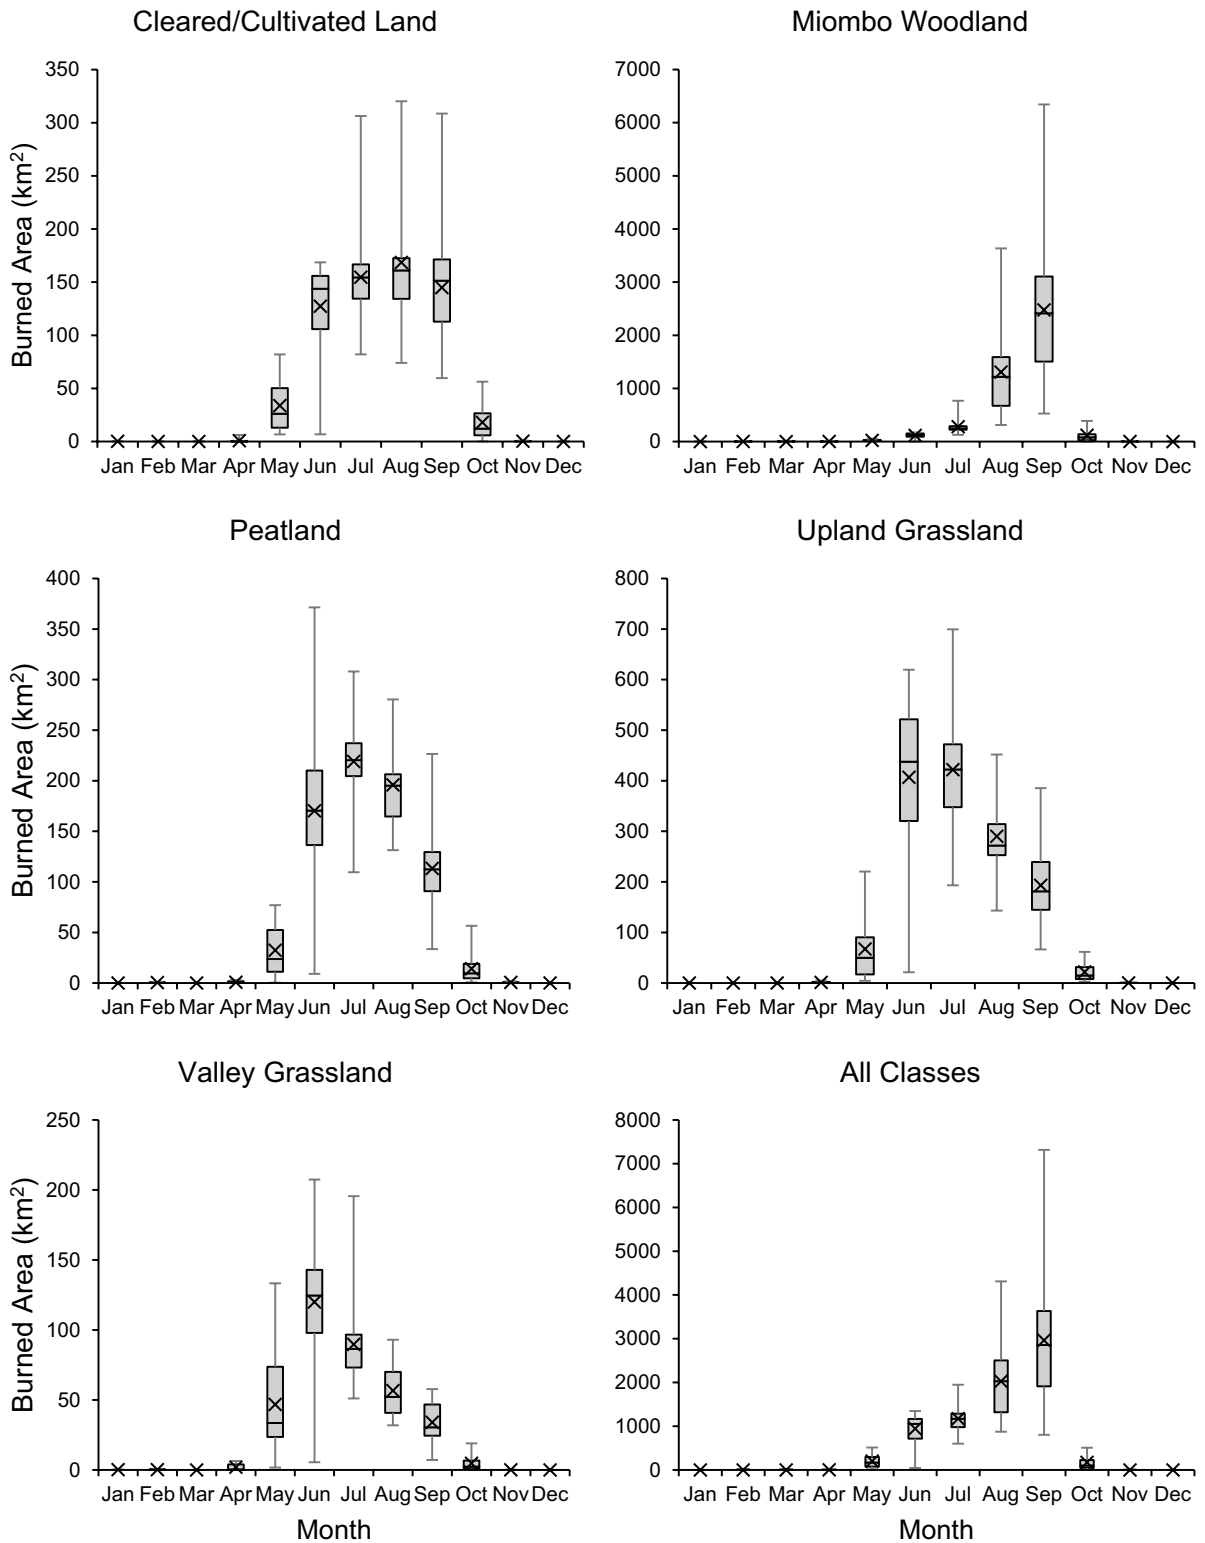 Cleared/Cultivated Land
350
300
250
200
150
100
50
0
Burned Area (km²)
Jan Feb Mar Apr May Jun Jul Aug Sep Oct Nov Dec
Miombo Woodland
7000
6000
5000
4000
3000
2000
1000
0
Jan Feb Mar Apr May Jun Jul Aug Sep Oct Nov Dec
Peatland
400
350
300
250
200
150
100
50
0
Burned Area (km²)
Jan Feb Mar Apr May Jun Jul Aug Sep Oct Nov Dec
Upland Grassland
800
700
600
500
400
300
200
100
0
Jan Feb Mar Apr May Jun Jul Aug Sep Oct Nov Dec
Valley Grassland
250
200
150
100
50
0
Burned Area (km²)
Jan Feb Mar Apr May Jun Jul Aug Sep Oct Nov Dec
Month
All Classes
8000
7000
6000
5000
4000
3000
2000
1000
0
Jan Feb Mar Apr May Jun Jul Aug Sep Oct Nov Dec
Month